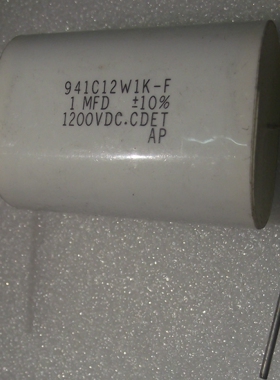 941C12W1K-F
1 MFD ±10%
1200VDC.CDET
AP